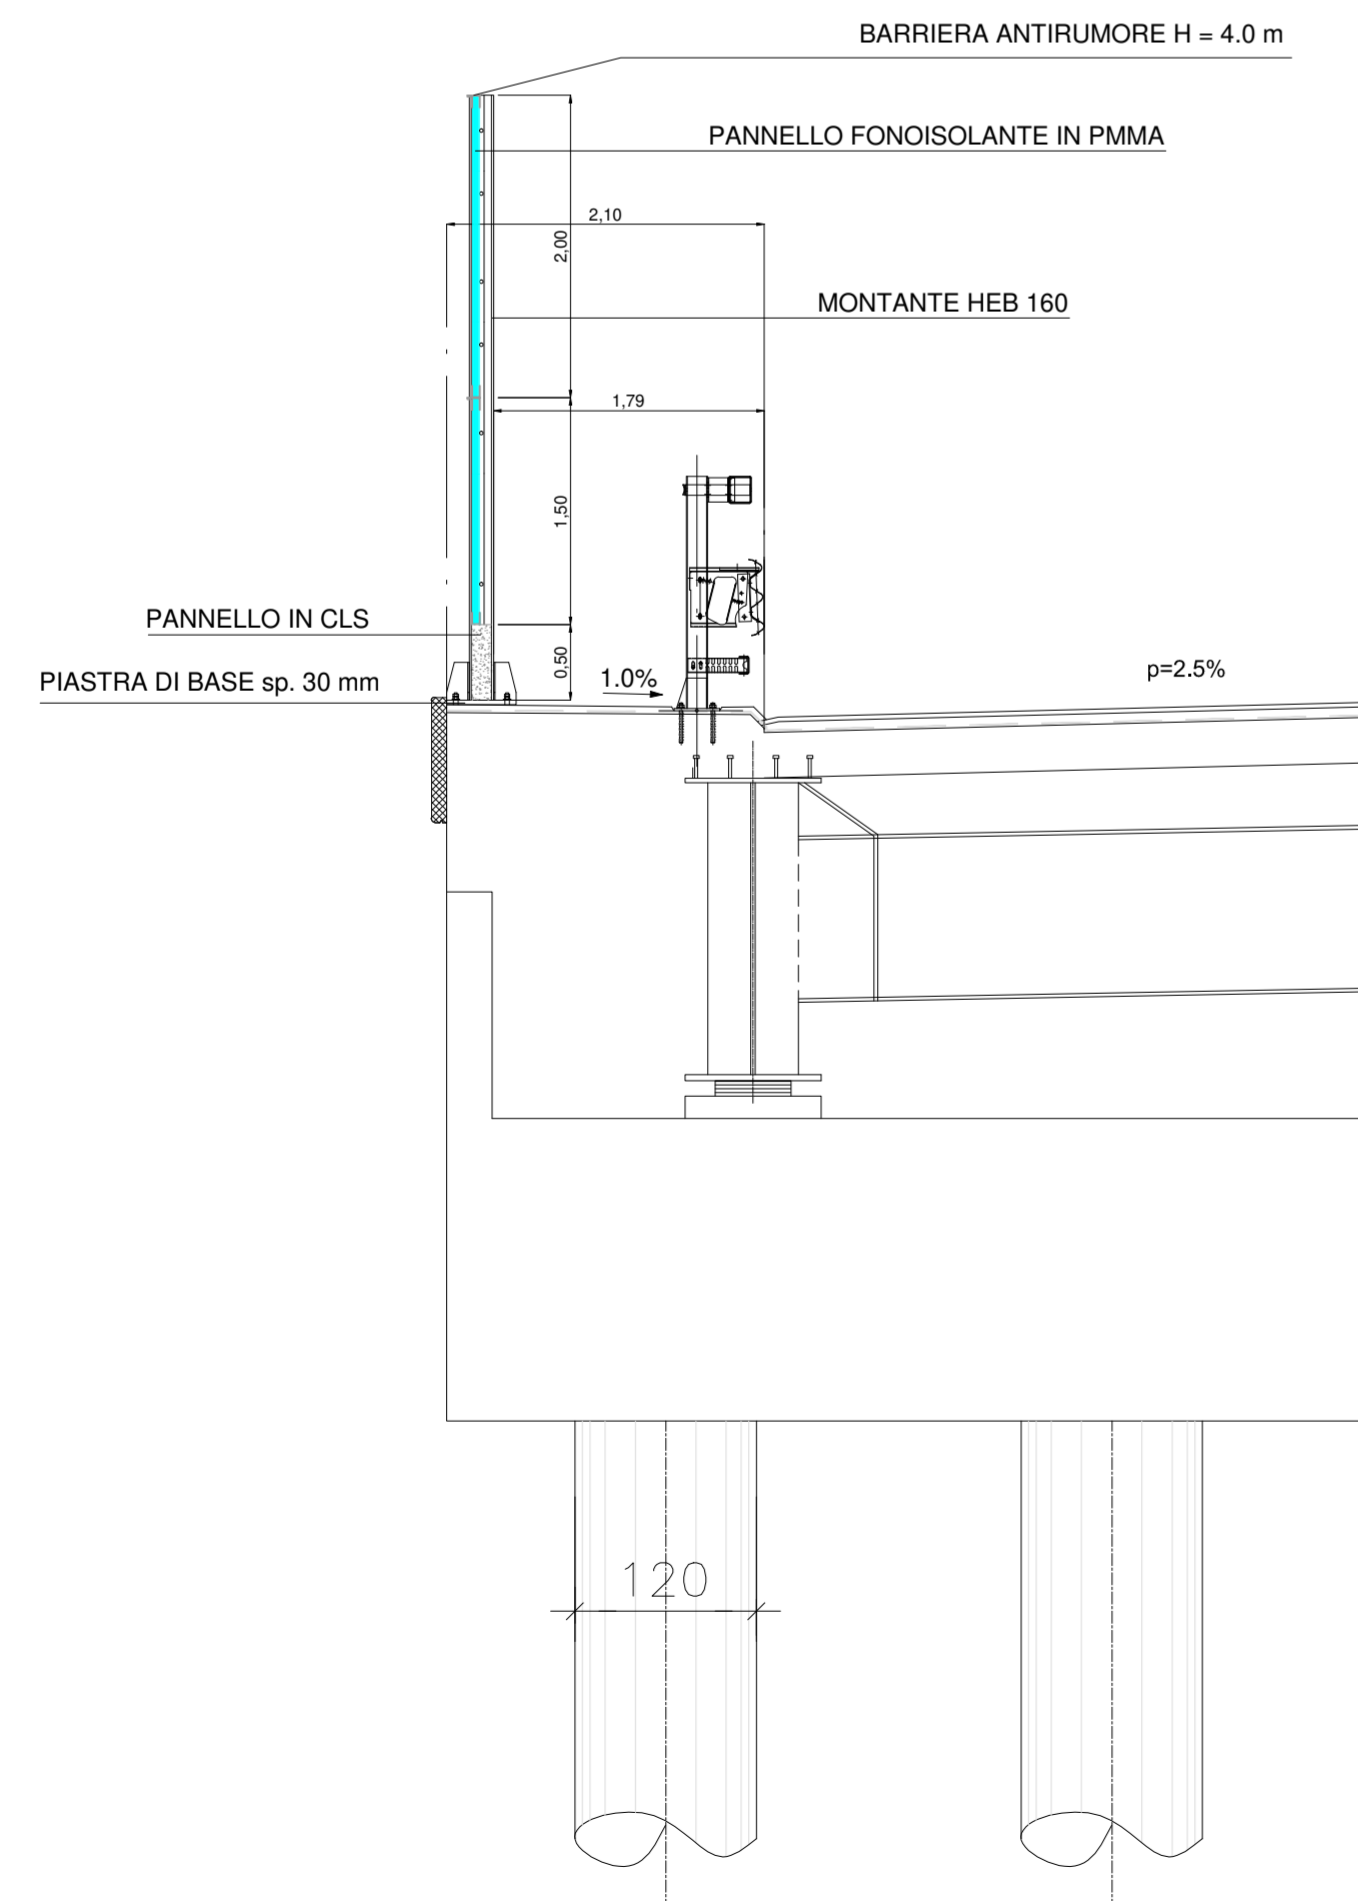 BARRIERA ANTIRUMORE H = 4.0 m
PANNELLO FONOISOLANTE IN PMMA
2,10
2,00
MONTANTE HEB 160
1,79
1,50
PANNELLO IN CLS
0,50
PIASTRA DI BASE sp. 30 mm
1.0%
p=2.5%
120